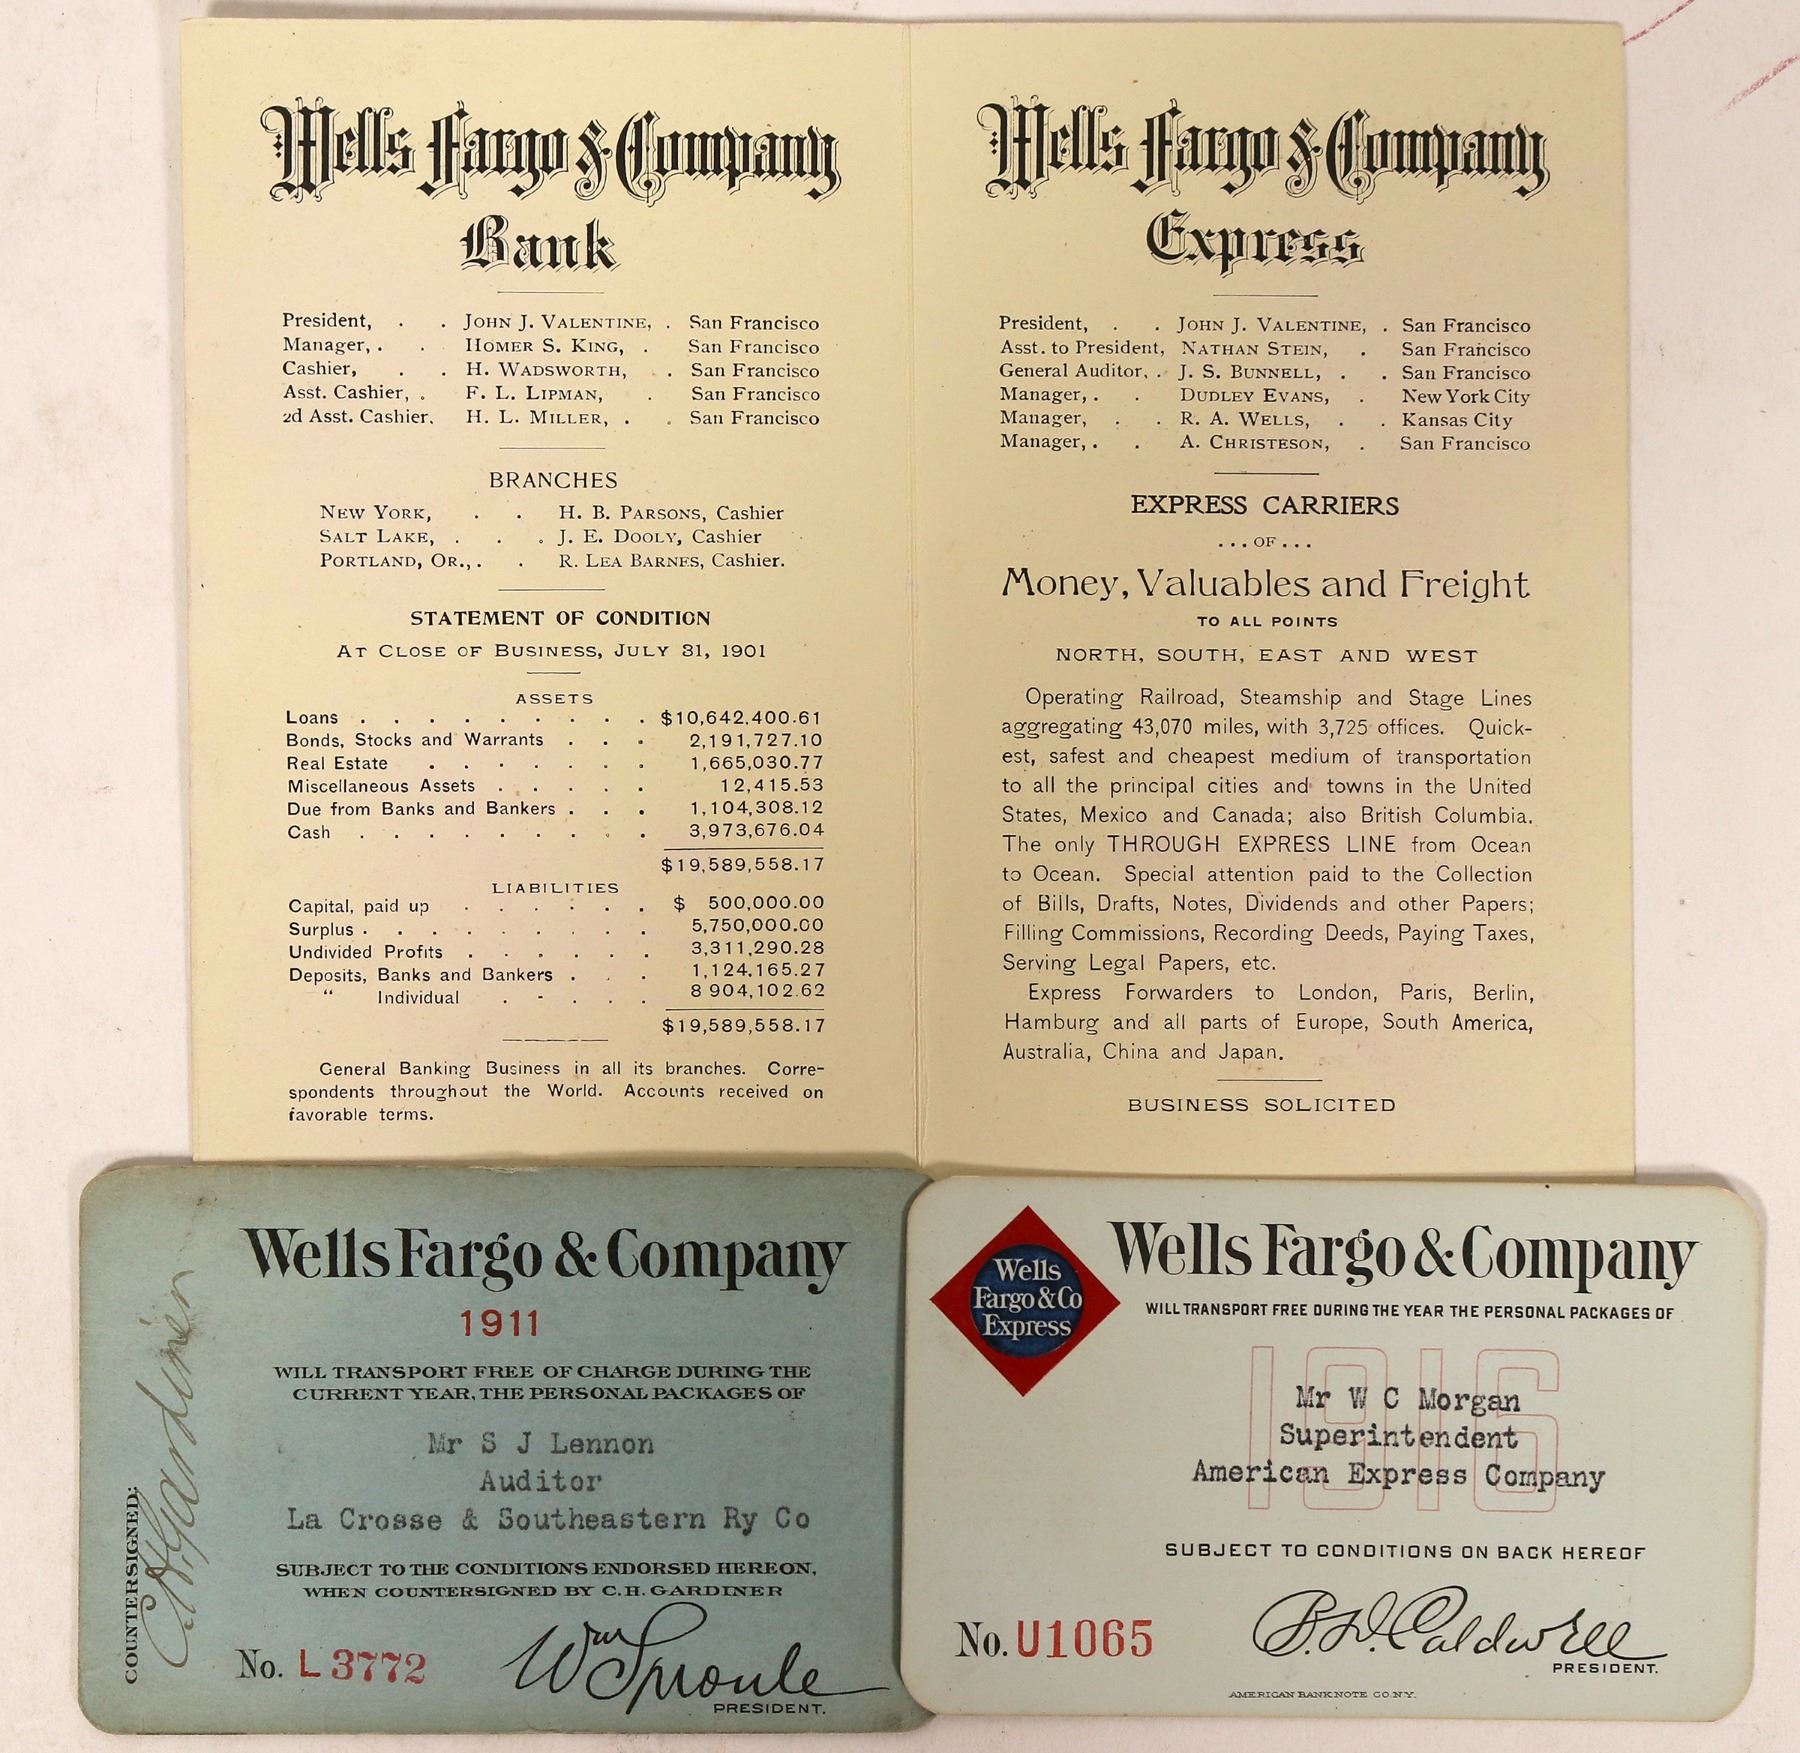 Wells Fargo & Company
Bank
President, . . JOHN J. VALENTINE, . San Francisco
Manager, . . HOMER S. KING, . San Francisco
Cashier, . . H. WADSWORTH, . San Francisco
Asst. Cashier, . F. L. LIPMAN, . San Francisco
2d Asst. Cashier. H. L. MILLER, . . San Francisco
BRANCHES
NEW YORK, . . H. B. PARSONS, Cashier
SALT LAKE, . . . J. E. DOOLY, Cashier
PORTLAND, OR., . . R. LEA BARNES, Cashier.
STATEMENT OF CONDITION
AT CLOSE OF BUSINESS, JULY 31, 1901
ASSETS
Loans . . . . . . . . . $10,642,400.61
Bonds, Stocks and Warrants . . . 2,191,727.10
Real Estate . . . . . . . 1,665,030.77
Miscellaneous Assets . . . . . 12,415.53
Due from Banks and Bankers . . . 1,104,308.12
Cash . . . . . . . . . 3,973,676.04
$19,589,558.17
LIABILITIES
Capital, paid up . . . . . . $ 500,000.00
Surplus . . . . . . . . . 5,750,000.00
Undivided Profits . . . . . . 3,311,290.28
Deposits, Banks and Bankers . . . 1,124,165.27
“ Individual . . . . . 8 904,102.62
$19,589,558.17
General Banking Business in all its branches. Corre-
spondents throughout the World. Accounts received on
favorable terms.
Wells Fargo & Company
Express
President, . . JOHN J. VALENTINE, . San Francisco
Asst. to President, NATHAN STEIN, . San Francisco
General Auditor, . J. S. BUNNELL, . . San Francisco
Manager, . . DUDLEY EVANS, . New York City
Manager, . . R. A. WELLS, . . Kansas City
Manager, . . A. CHRISTESON, . San Francisco
EXPRESS CARRIERS
... OF ...
Money, Valuables and Freight
TO ALL POINTS
NORTH, SOUTH, EAST AND WEST
Operating Railroad, Steamship and Stage Lines
aggregating 43,070 miles, with 3,725 offices. Quick-
est, safest and cheapest medium of transportation
to all the principal cities and towns in the United
States, Mexico and Canada; also British Columbia.
The only THROUGH EXPRESS LINE from Ocean
to Ocean. Special attention paid to the Collection
of Bills, Drafts, Notes, Dividends and other Papers;
Filling Commissions, Recording Deeds, Paying Taxes,
Serving Legal Papers, etc.
Express Forwarders to London, Paris, Berlin,
Hamburg and all parts of Europe, South America,
Australia, China and Japan.
BUSINESS SOLICITED
Wells Fargo & Company
1911
WILL TRANSPORT FREE OF CHARGE DURING THE
CURRENT YEAR, THE PERSONAL PACKAGES OF
Mr S J Lennon
Auditor
La Crosse & Southeastern Ry Co
SUBJECT TO THE CONDITIONS ENDORSED HEREON,
WHEN COUNTERSIGNED BY C. H. GARDINER
COUNTERSIGNED:
C H Gardiner
No. L 3772
Wm Sproule
PRESIDENT.
Wells
Fargo & Co
Express
Wells Fargo & Company
WILL TRANSPORT FREE DURING THE YEAR THE PERSONAL PACKAGES OF
1916
Mr W C Morgan
Superintendent
American Express Company
SUBJECT TO CONDITIONS ON BACK HEREOF
No. U1065
B. D. Caldwell
PRESIDENT.
AMERICAN BANK NOTE CO. N.Y.